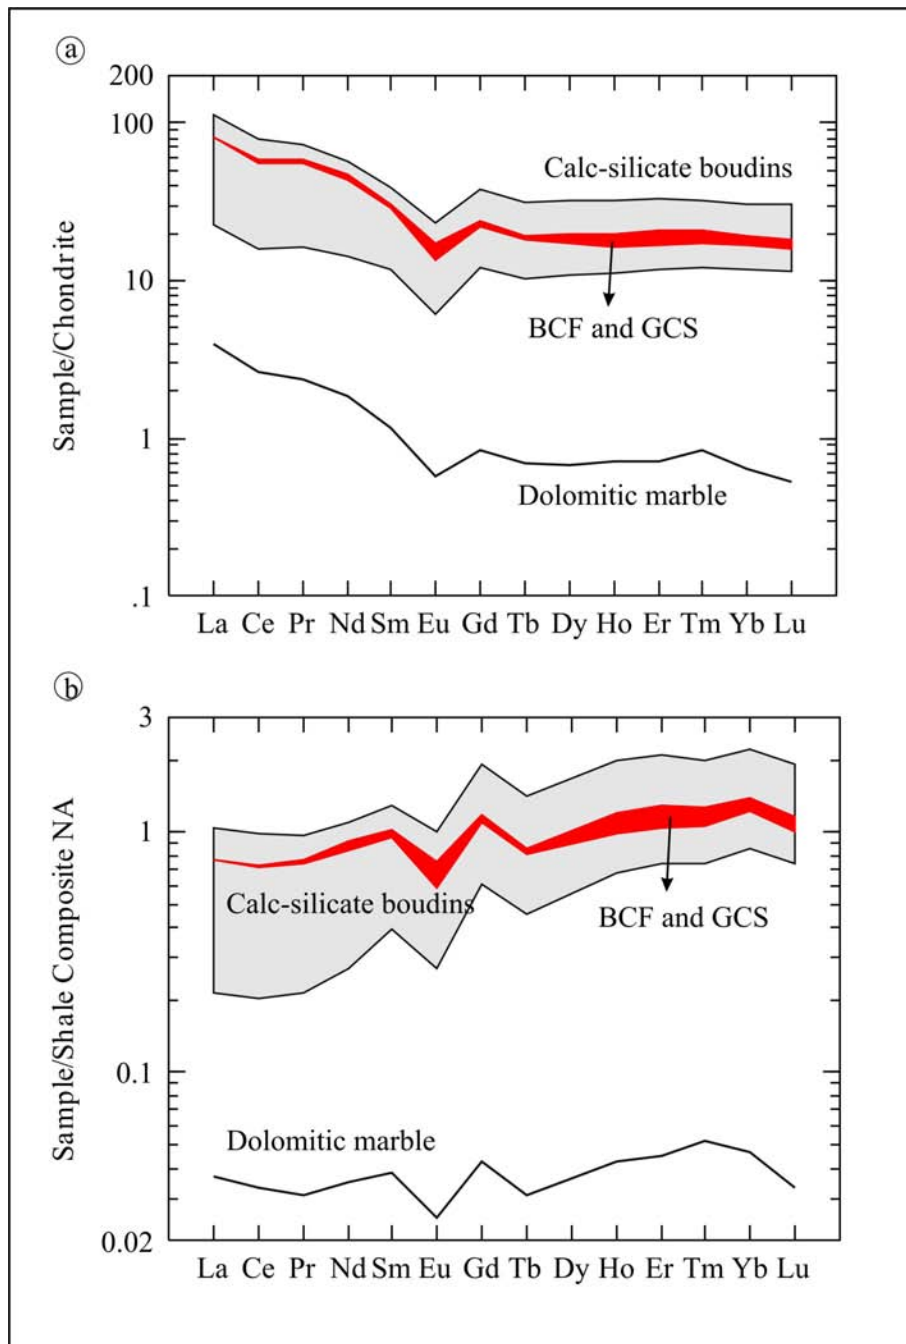 a
200
100
Calc-silicate boudins
10
BCF and GCS
1
Dolomitic marble
.1
Sample/Chondrite
La Ce Pr Nd Sm Eu Gd Tb Dy Ho Er Tm Yb Lu
b
3
1
Calc-silicate boudins
BCF and GCS
0.1
Dolomitic marble
0.02
Sample/Shale Composite NA
La Ce Pr Nd Sm Eu Gd Tb Dy Ho Er Tm Yb Lu